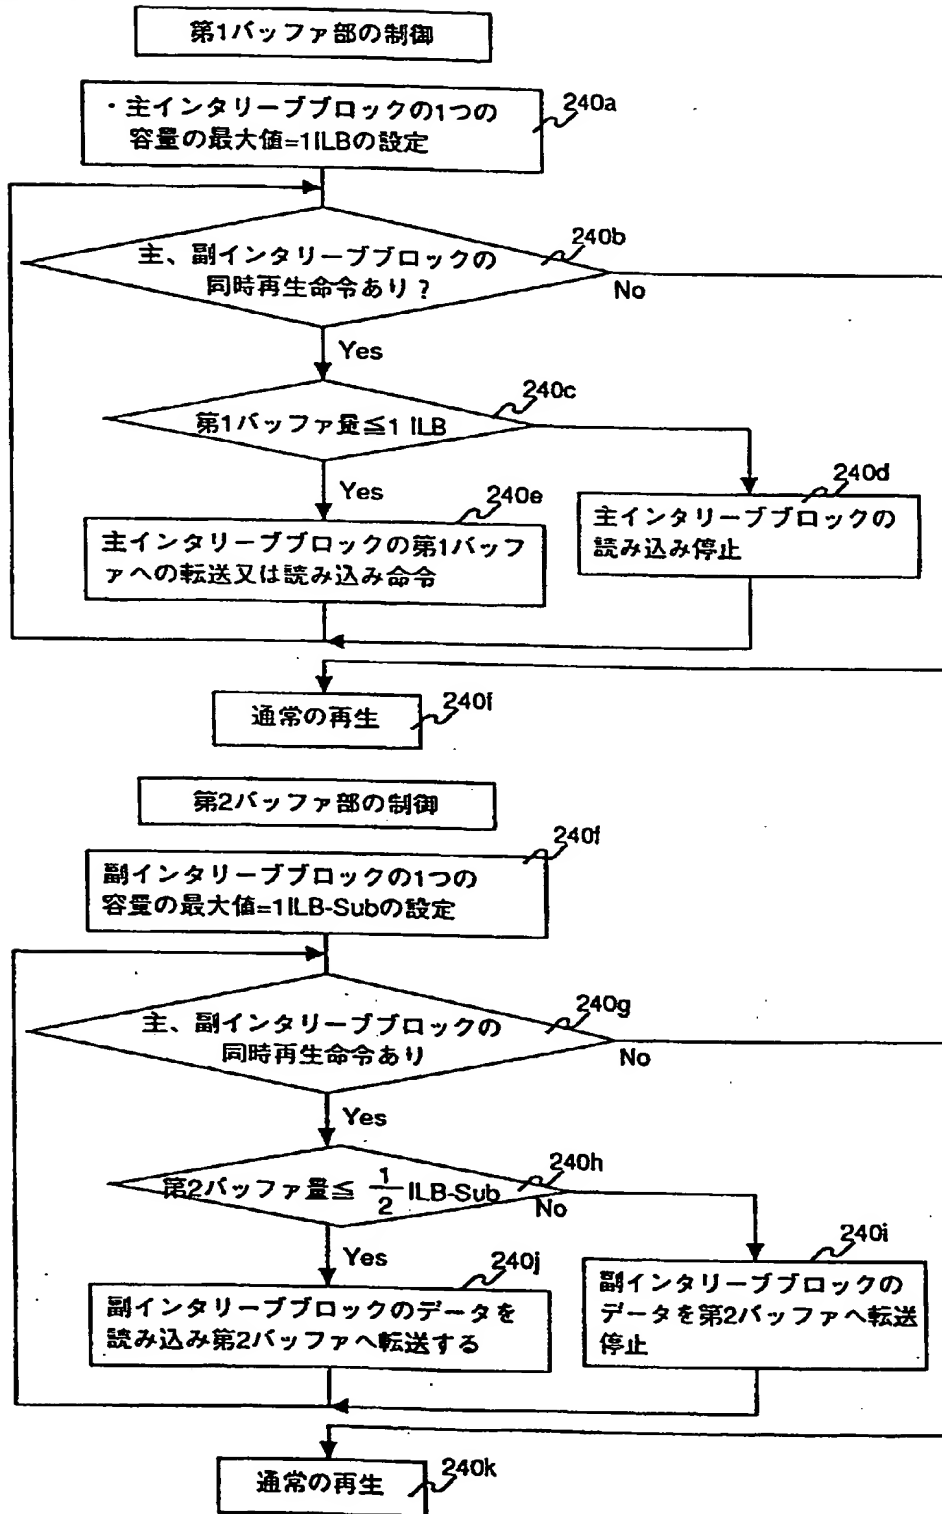 第1バッファ部の制御
240a
・主インタリーブブロックの1つの
容量の最大値=1ILBの設定
240b
主、副インタリーブブロックの
同時再生命令あり?
No
Yes
240c
第1バッファ量≦1 ILB
Yes
240d
240e
主インタリーブブロックの
読み込み停止
主インタリーブブロックの第1バッフ
ァへの転送又は読み込み命令
240f
通常の再生
第2バッファ部の制御
240f
副インタリーブブロックの1つの
容量の最大値=1ILB-Subの設定
240g
主、副インタリーブブロックの
同時再生命令あり
No
Yes
240h
第2バッファ量≦ 1/2 ILB-Sub
No
Yes
240i
240j
副インタリーブブロックの
データを第2バッファへ転送
停止
副インタリーブブロックのデータを
読み込み第2バッファへ転送する
240k
通常の再生